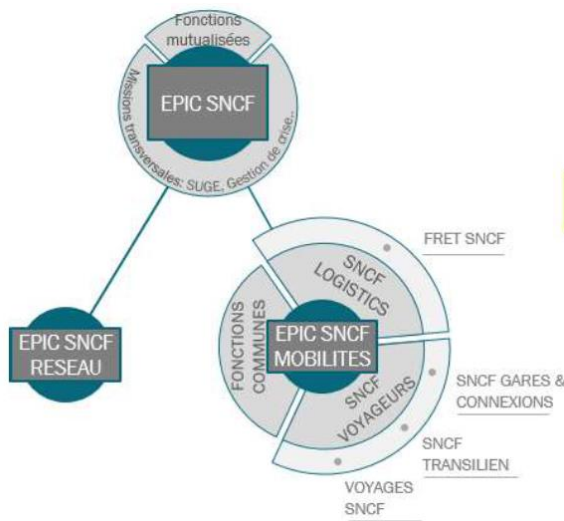 Fonctions
mutualisées
EPIC SNCF
Missions transversales: SUGE, Gestion de crise...
FRET SNCF
SNCF
LOGISTICS
EPIC SNCF
RESEAU
FONCTIONS
COMMUNES
EPIC SNCF
MOBILITES
SNCF
VOYAGEURS
SNCF GARES &
CONNEXIONS
SNCF
TRANSILIEN
VOYAGES
SNCF